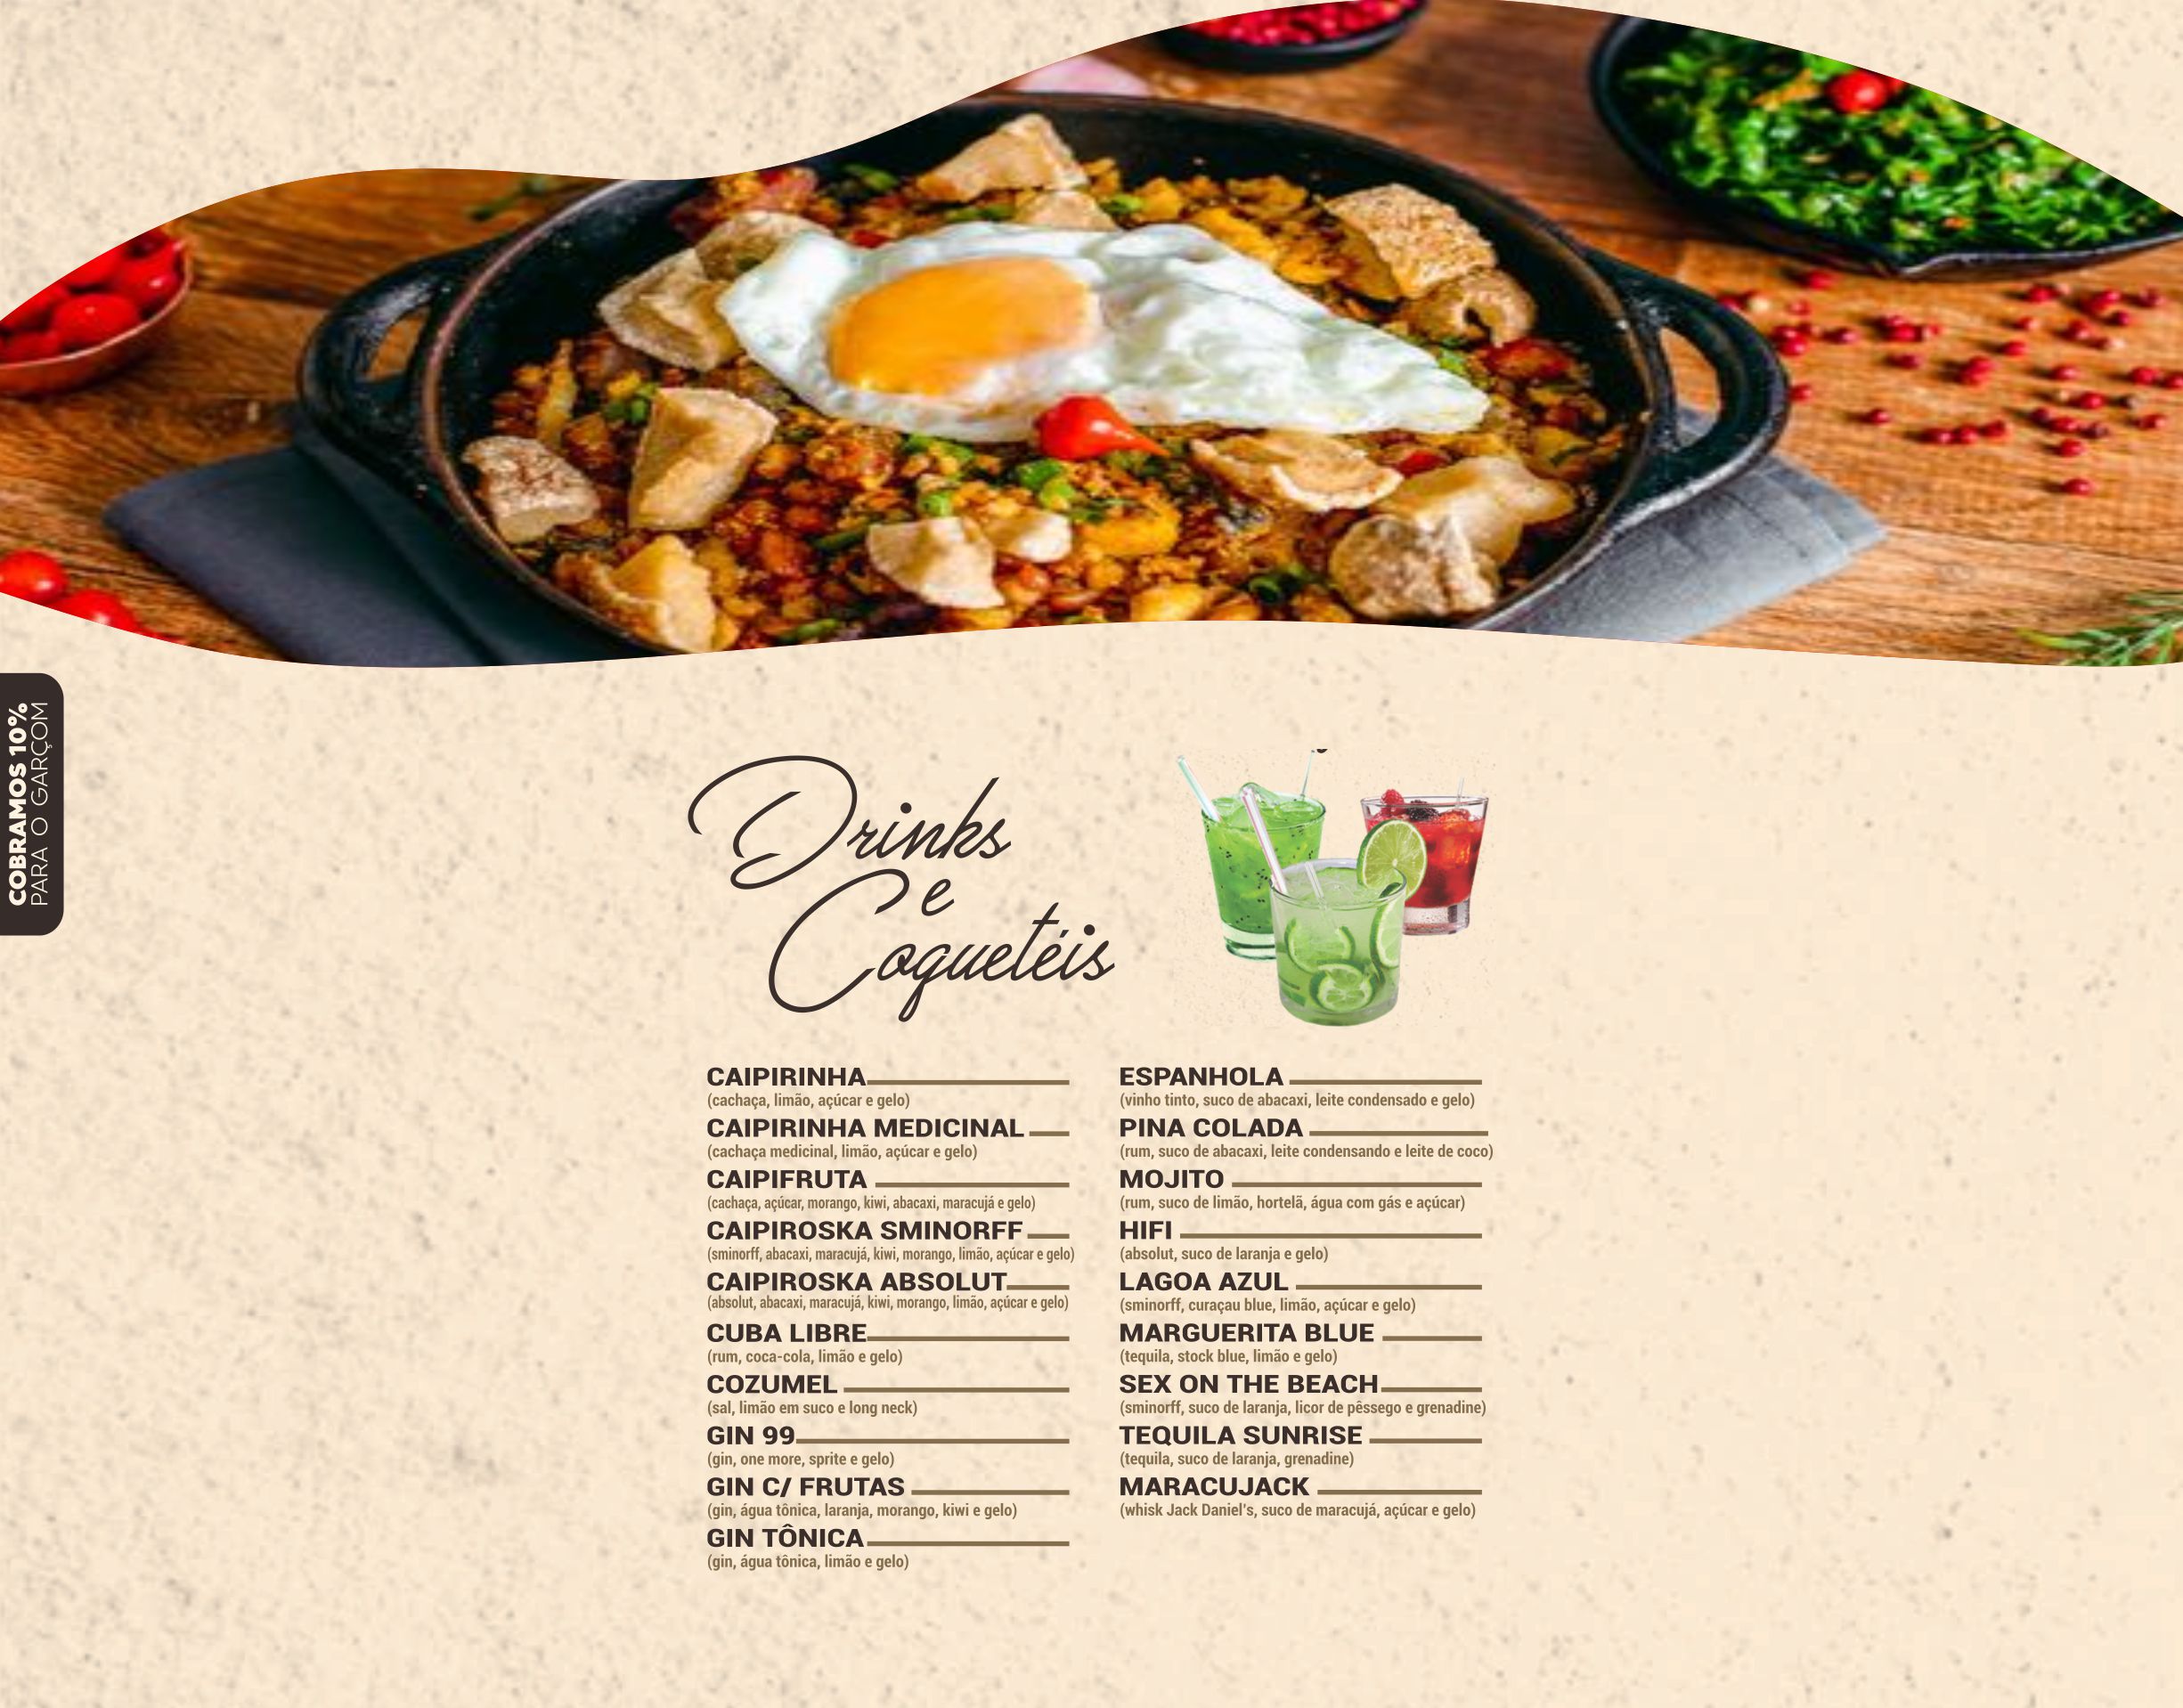 COBRAMOS 10%
PARA O GARÇOM
Drinks
e
Coquetéis
CAIPIRINHA
(cachaça, limão, açúcar e gelo)
CAIPIRINHA MEDICINAL
(cachaça medicinal, limão, açúcar e gelo)
CAIPIFRUTA
(cachaça, açúcar, morango, kiwi, abacaxi, maracujá e gelo)
CAIPIROSKA SMINORFF
(sminorff, abacaxi, maracujá, kiwi, morango, limão, açúcar e gelo)
CAIPIROSKA ABSOLUT
(absolut, abacaxi, maracujá, kiwi, morango, limão, açúcar e gelo)
CUBA LIBRE
(rum, coca-cola, limão e gelo)
COZUMEL
(sal, limão em suco e long neck)
GIN 99
(gin, one more, sprite e gelo)
GIN C/ FRUTAS
(gin, água tônica, laranja, morango, kiwi e gelo)
GIN TÔNICA
(gin, água tônica, limão e gelo)
ESPANHOLA
(vinho tinto, suco de abacaxi, leite condensado e gelo)
PINA COLADA
(rum, suco de abacaxi, leite condensando e leite de coco)
MOJITO
(rum, suco de limão, hortelã, água com gás e açúcar)
HIFI
(absolut, suco de laranja e gelo)
LAGOA AZUL
(sminorff, curaçau blue, limão, açúcar e gelo)
MARGUERITA BLUE
(tequila, stock blue, limão e gelo)
SEX ON THE BEACH
(sminorff, suco de laranja, licor de pêssego e grenadine)
TEQUILA SUNRISE
(tequila, suco de laranja, grenadine)
MARACUJACK
(whisk Jack Daniel's, suco de maracujá, açúcar e gelo)